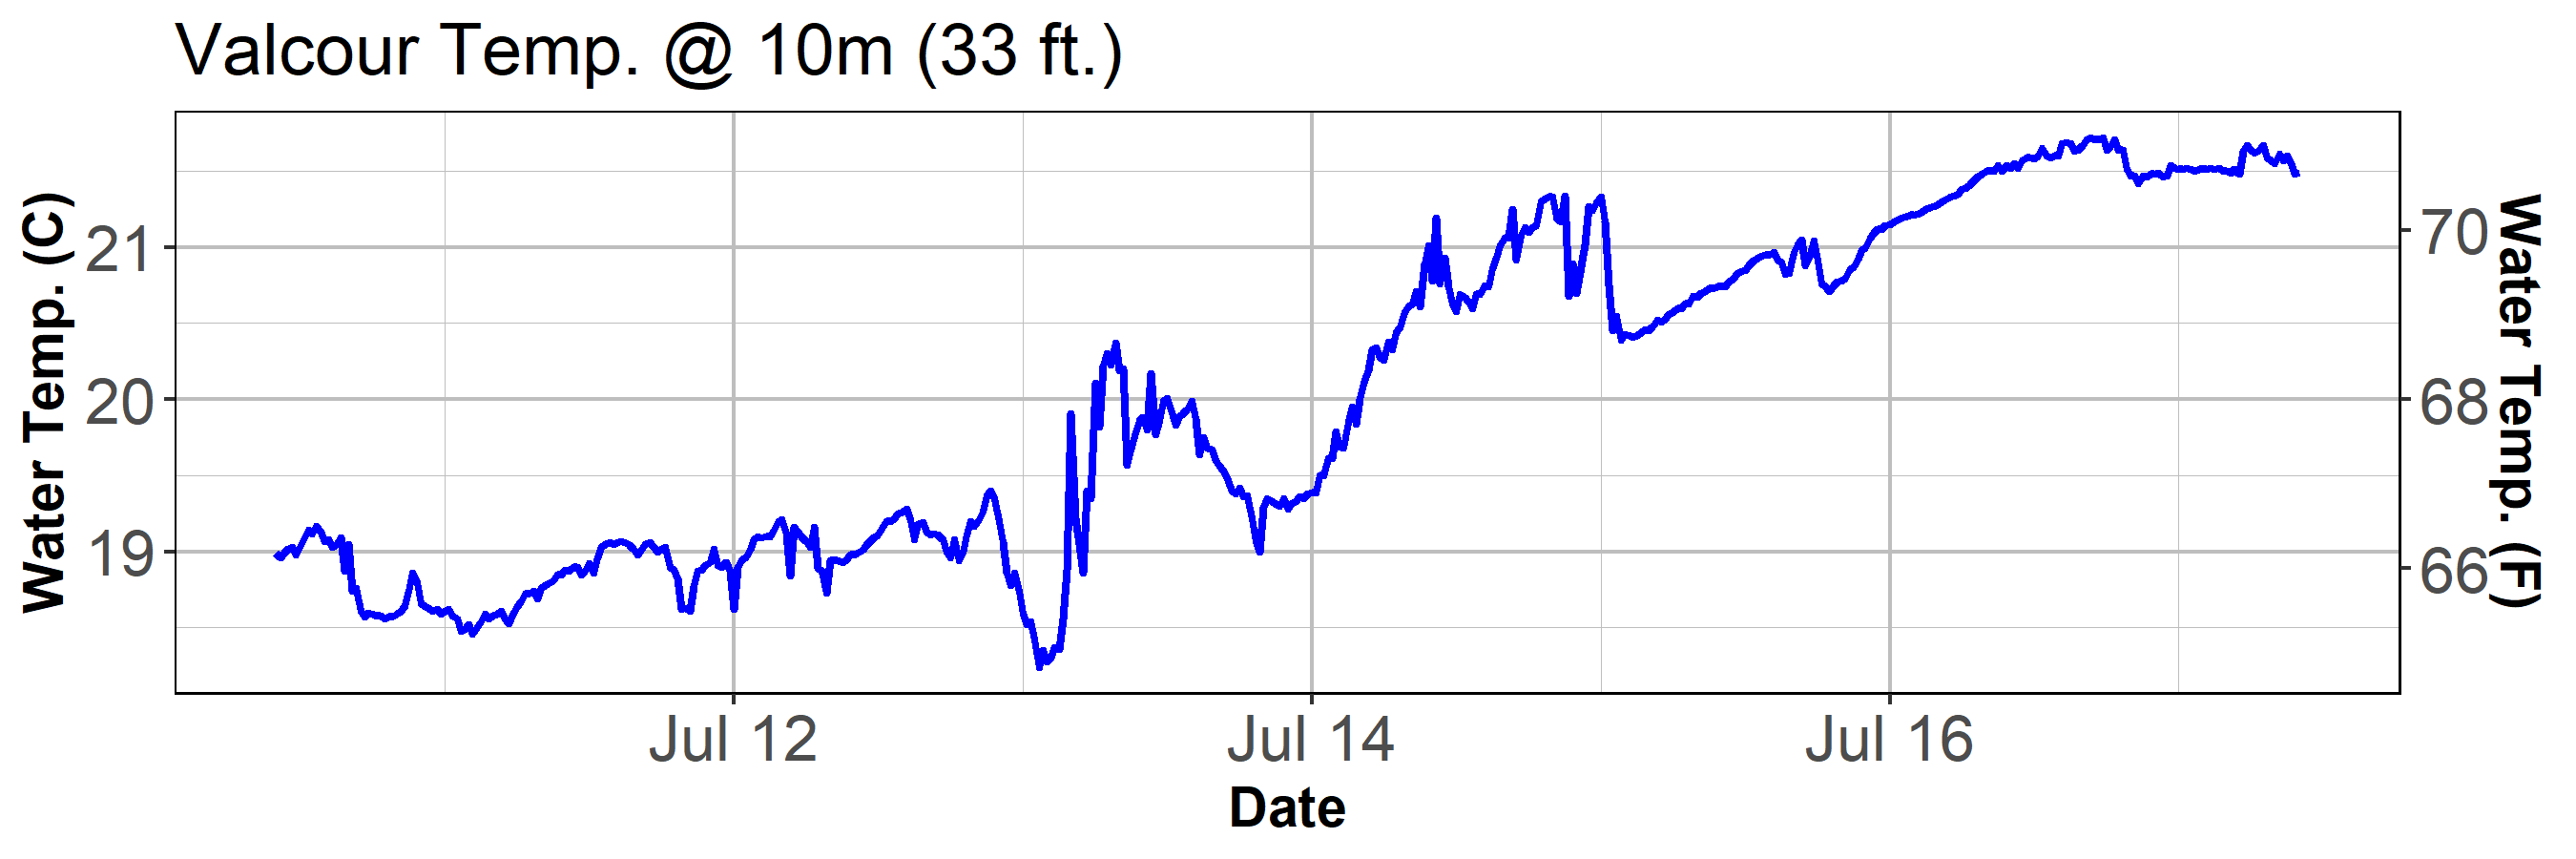 Valcour Temp. @ 10m (33 ft.)
Water Temp. (C)
21
20
19
70
68
66
Water Temp. (F)
Jul 12
Jul 14
Jul 16
Date